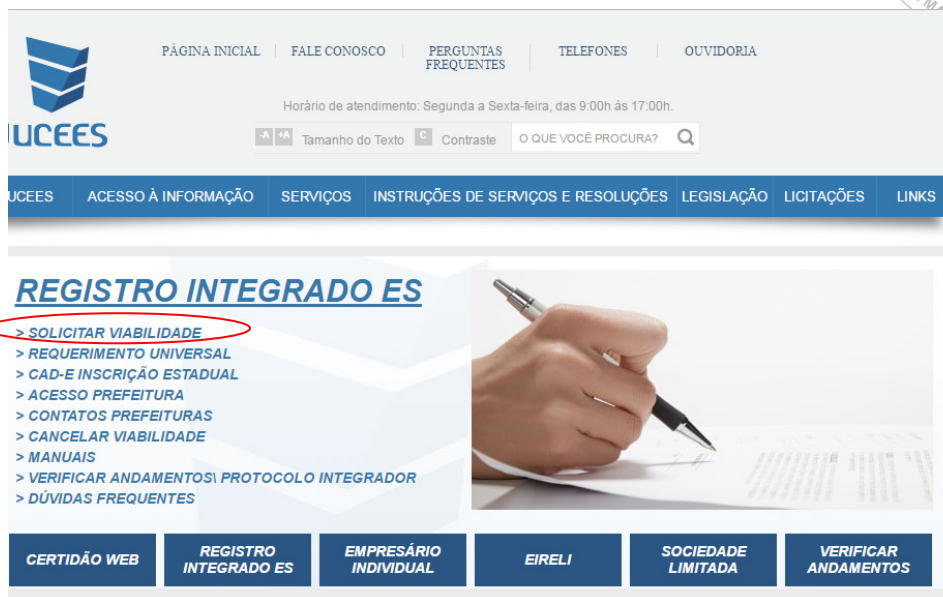 PÁGINA INICIAL
FALE CONOSCO
PERGUNTAS
FREQUENTES
TELEFONES
OUVIDORIA
Horário de atendimento: Segunda a Sexta-feira, das 9:00h às 17:00h.
JUCEES
-A +A Tamanho do Texto C Contraste O QUE VOCÊ PROCURA?
UCEES ACESSO À INFORMAÇÃO SERVIÇOS INSTRUÇÕES DE SERVIÇOS E RESOLUÇÕES LEGISLAÇÃO LICITAÇÕES LINKS
REGISTRO INTEGRADO ES
> SOLICITAR VIABILIDADE
> REQUERIMENTO UNIVERSAL
> CAD-E INSCRIÇÃO ESTADUAL
> ACESSO PREFEITURA
> CONTATOS PREFEITURAS
> CANCELAR VIABILIDADE
> MANUAIS
> VERIFICAR ANDAMENTOS\ PROTOCOLO INTEGRADOR
> DÚVIDAS FREQUENTES
CERTIDÃO WEB
REGISTRO
INTEGRADO ES
EMPRESÁRIO
INDIVIDUAL
EIRELI
SOCIEDADE
LIMITADA
VERIFICAR
ANDAMENTOS